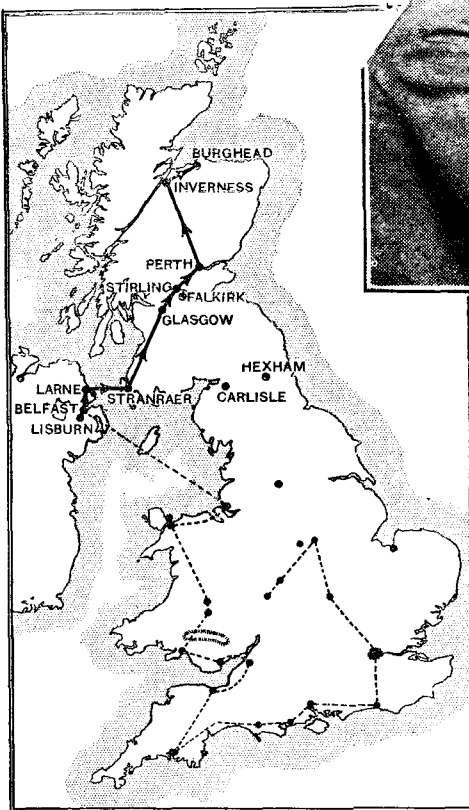 BURGHEAD
INVERNESS
PERTH
STIRLING
FALKIRK
GLASGOW
HEXHAM
LARNE
STRANRAER
CARLISLE
BELFAST
LISBURN